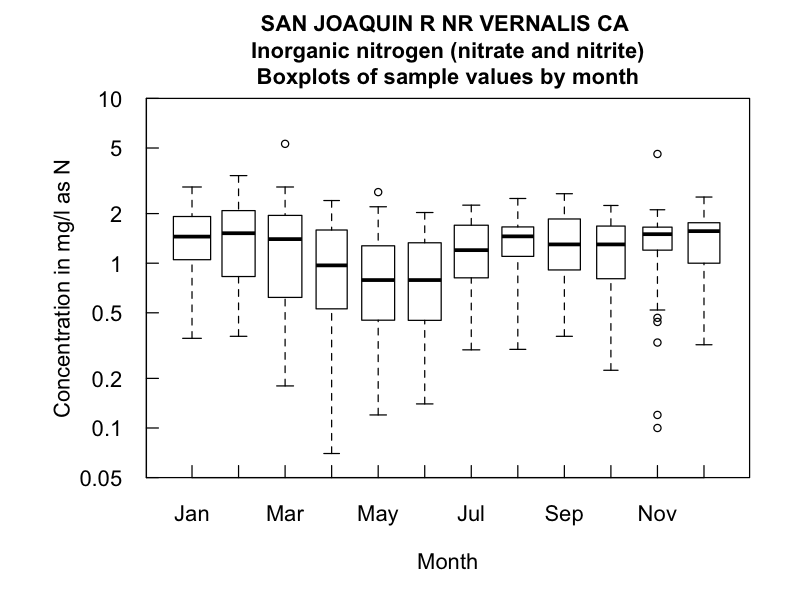 SAN JOAQUIN R NR VERNALIS CA
Inorganic nitrogen (nitrate and nitrite)
Boxplots of sample values by month
Concentration in mg/l as N
10
5
2
1
0.5
0.2
0.1
0.05
Jan Mar May Jul Sep Nov
Month